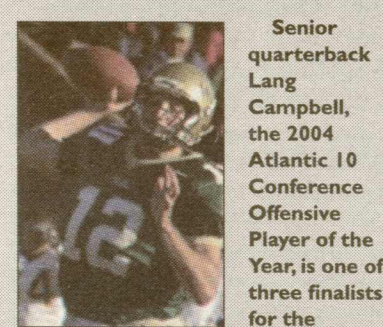 Senior
quarterback
Lang
Campbell,
the 2004
Atlantic 10
Conference
Offensive
Player of the
Year, is one of
three finalists
for the
12